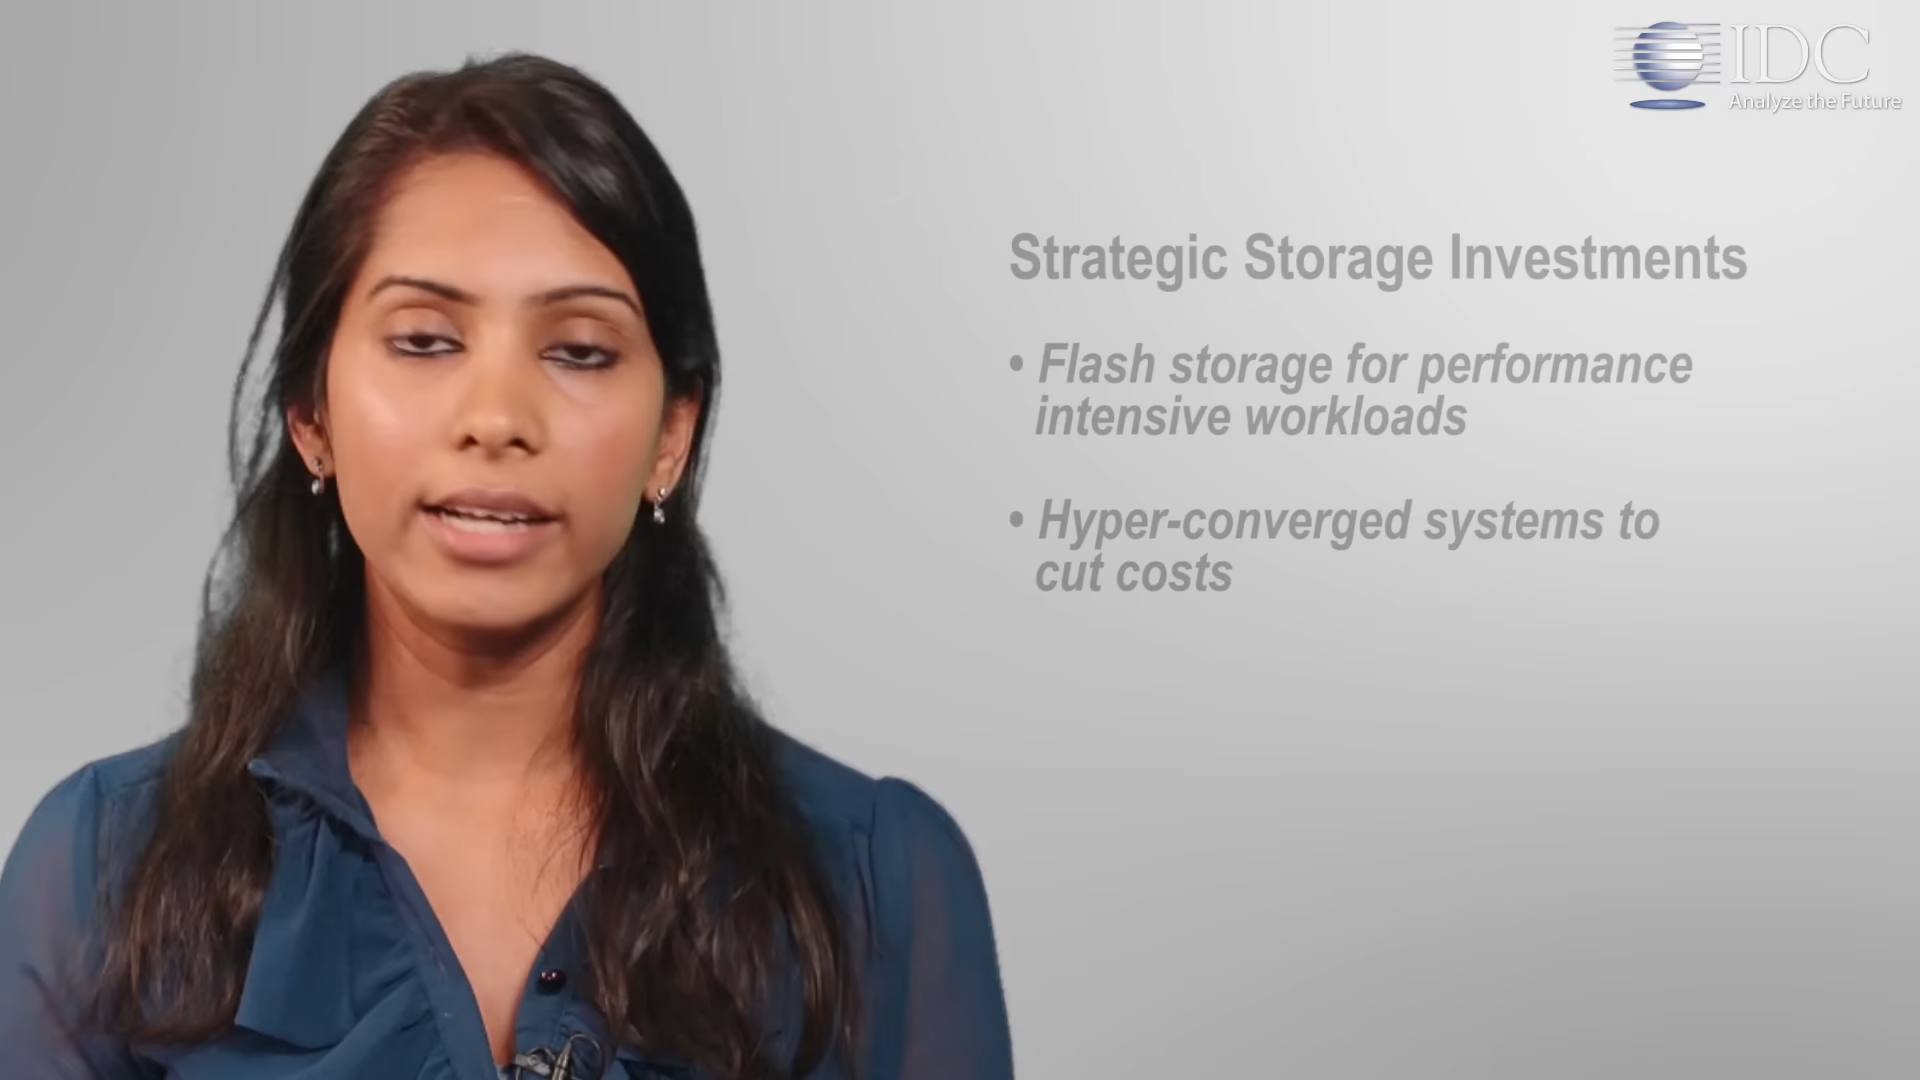 IDC
Analyze the Future
Strategic Storage Investments
• Flash storage for performance
intensive workloads
• Hyper-converged systems to
cut costs